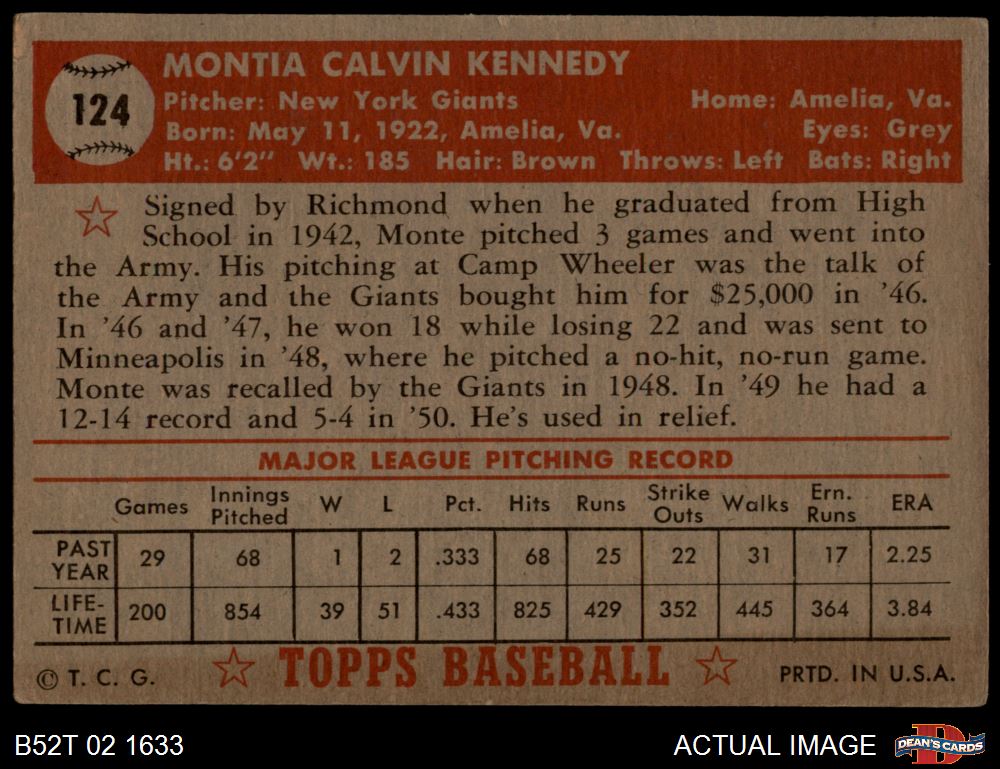 124
MONTIA CALVIN KENNEDY
Pitcher: New York Giants Home: Amelia, Va.
Born: May 11, 1922, Amelia, Va. Eyes: Grey
Ht.: 6'2" Wt.: 185 Hair: Brown Throws: Left Bats: Right
Signed by Richmond when he graduated from High
School in 1942, Monte pitched 3 games and went into
the Army. His pitching at Camp Wheeler was the talk of
the Army and the Giants bought him for $25,000 in '46.
In '46 and '47, he won 18 while losing 22 and was sent to
Minneapolis in '48, where he pitched a no-hit, no-run game.
Monte was recalled by the Giants in 1948. In '49 he had a
12-14 record and 5-4 in '50. He's used in relief.
MAJOR LEAGUE PITCHING RECORD
Games Innings Pitched W L Pct. Hits Runs Strike Outs Walks Ern. Runs ERA
PAST YEAR 29 68 1 2 .333 68 25 22 31 17 2.25
LIFE-TIME 200 854 39 51 .433 825 429 352 445 364 3.84
© T. C. G. TOPPS BASEBALL PRTD. IN U.S.A.
B52T 02 1633 ACTUAL IMAGE DEAN'S CARDS